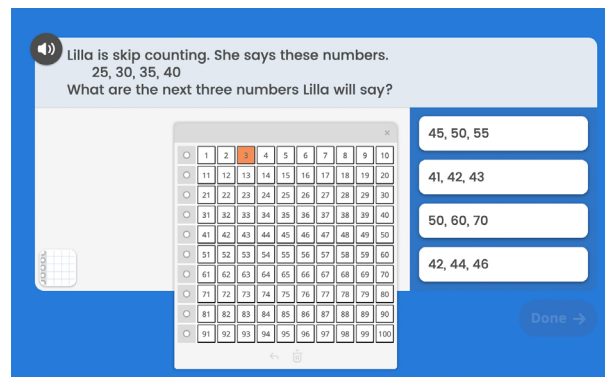 Lilla is skip counting. She says these numbers.
25, 30, 35, 40
What are the next three numbers Lilla will say?
×
1 2 3 4 5 6 7 8 9 10
11 12 13 14 15 16 17 18 19 20
21 22 23 24 25 26 27 28 29 30
31 32 33 34 35 36 37 38 39 40
41 42 43 44 45 46 47 48 49 50
51 52 53 54 55 56 57 58 59 60
61 62 63 64 65 66 67 68 69 70
71 72 73 74 75 76 77 78 79 80
81 82 83 84 85 86 87 88 89 90
91 92 93 94 95 96 97 98 99 100
45, 50, 55
41, 42, 43
50, 60, 70
42, 44, 46
Done →